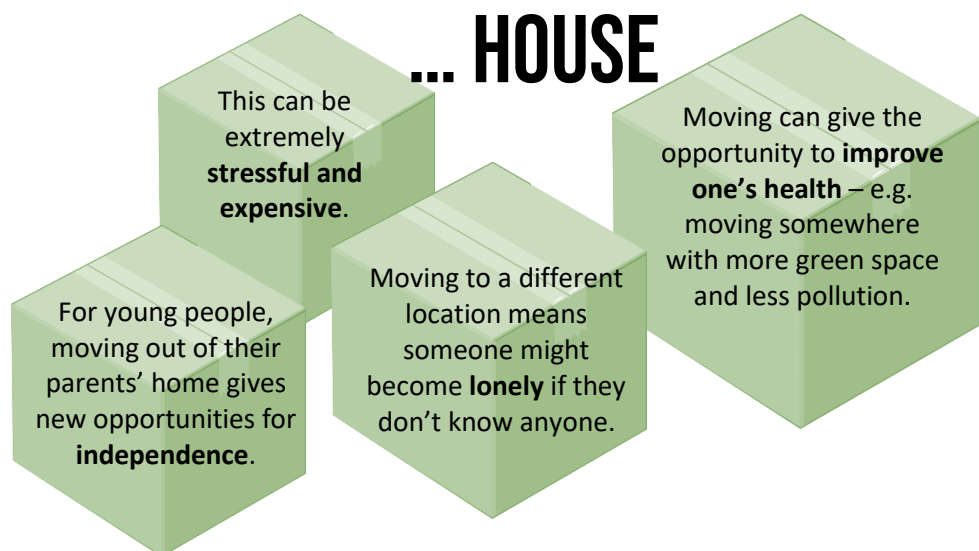 ... HOUSE
This can be
extremely
stressful and
expensive.
Moving can give the
opportunity to improve
one’s health – e.g.
moving somewhere
with more green space
and less pollution.
For young people,
moving out of their
parents’ home gives
new opportunities for
independence.
Moving to a different
location means
someone might
become lonely if they
don’t know anyone.